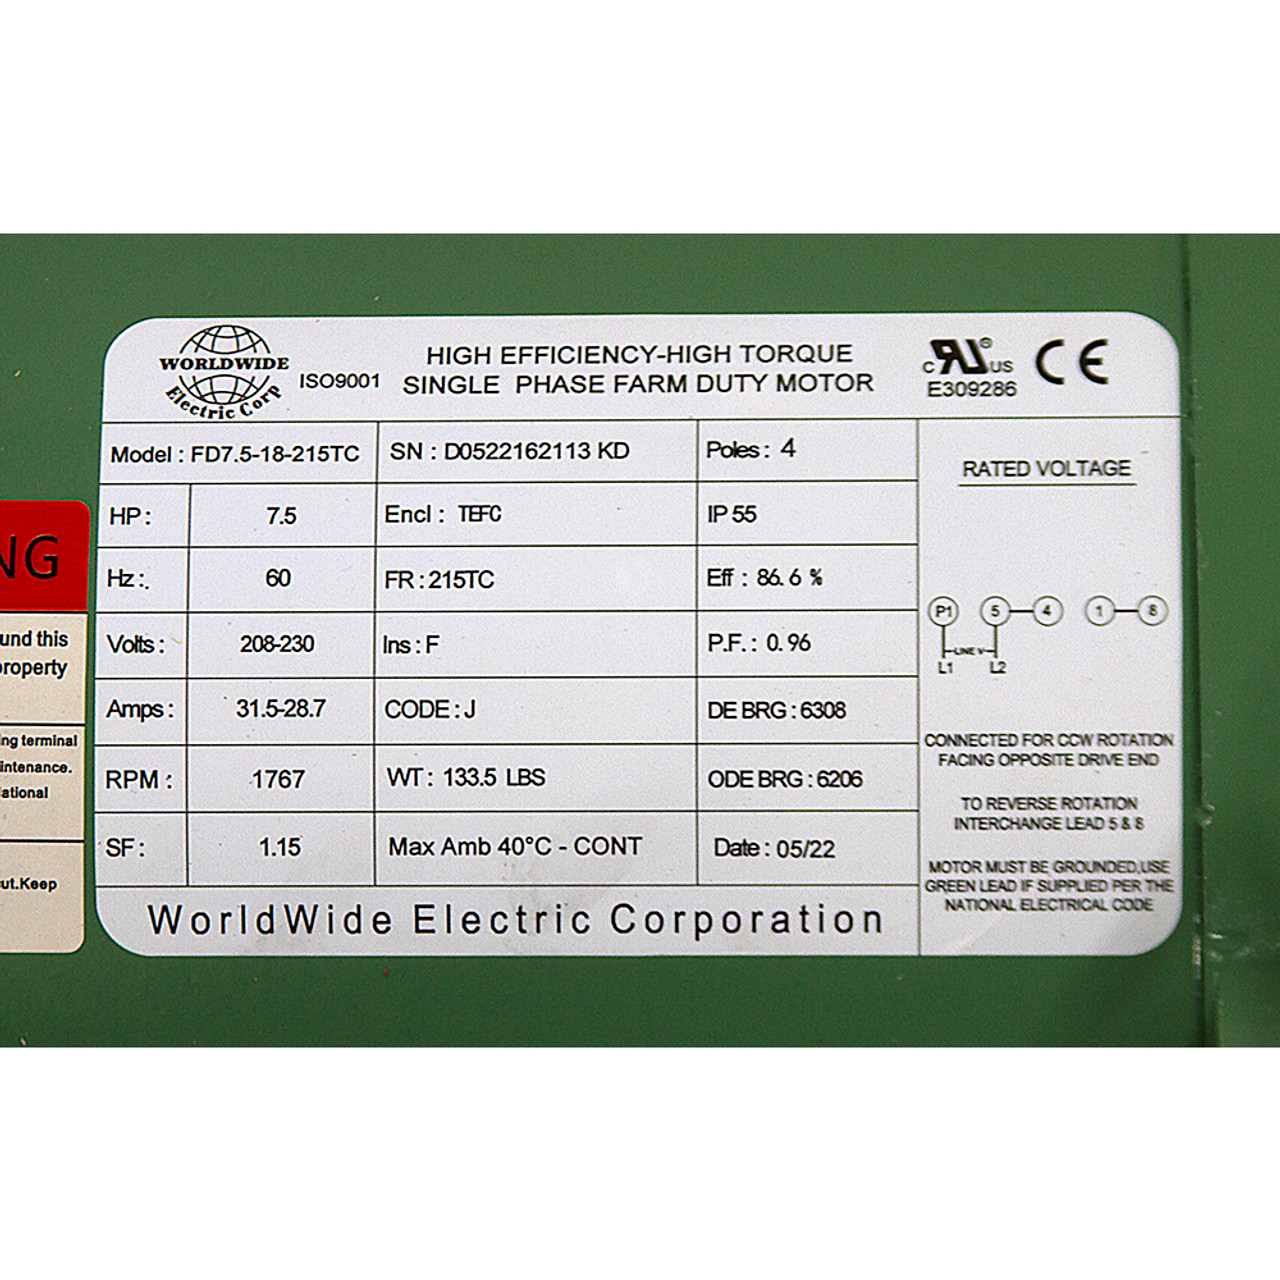 WORLDWIDE
Electric Corp
ISO9001
HIGH EFFICIENCY-HIGH TORQUE
SINGLE PHASE FARM DUTY MOTOR
c RU US
E309286
CE
Model : FD7.5-18-215TC
SN : D0522162113 KD
Poles : 4
HP : 7.5
Encl : TEFC
IP 55
Hz : 60
FR : 215TC
Eff : 86.6 %
Volts : 208-230
Ins : F
P.F. : 0.96
Amps : 31.5-28.7
CODE : J
DE BRG : 6308
RPM : 1767
WT : 133.5 LBS
ODE BRG : 6206
SF : 1.15
Max Amb 40°C - CONT
Date : 05/22
WorldWide Electric Corporation
RATED VOLTAGE
P1 5 4 1 8
LINE V
L1 L2
CONNECTED FOR CCW ROTATION
FACING OPPOSITE DRIVE END
TO REVERSE ROTATION
INTERCHANGE LEAD 5 & 8
MOTOR MUST BE GROUNDED,USE
GREEN LEAD IF SUPPLIED PER THE
NATIONAL ELECTRICAL CODE
NG
und this
property
ing terminal
intenance.
ational
ut.Keep